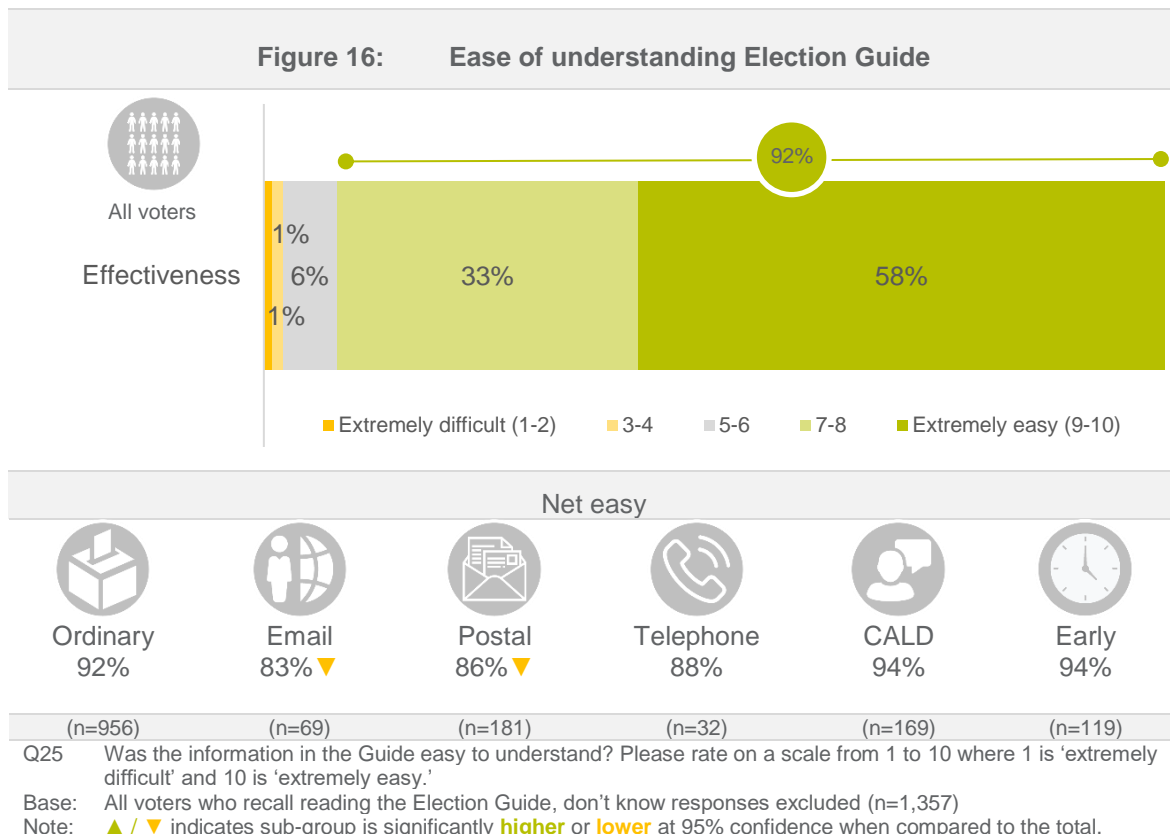 Figure 16: Ease of understanding Election Guide
92%
All voters
Effectiveness
1%
6%
1%
33%
58%
Extremely difficult (1-2) 3-4 5-6 7-8 Extremely easy (9-10)
Net easy
Ordinary Email Postal Telephone CALD Early
92% 83% ▼ 86% ▼ 88% 94% 94%
(n=956) (n=69) (n=181) (n=32) (n=169) (n=119)
Q25 Was the information in the Guide easy to understand? Please rate on a scale from 1 to 10 where 1 is ‘extremely
difficult’ and 10 is ‘extremely easy.’
Base: All voters who recall reading the Election Guide, don’t know responses excluded (n=1,357)
Note: ▲ / ▼ indicates sub-group is significantly higher or lower at 95% confidence when compared to the total.